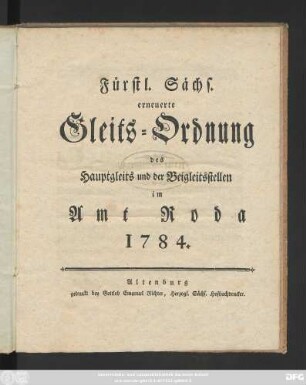 Fürstl. Sächs.
erneuerte
Gleits-Ordnung
des
Hauptgleits und der Beigleitsstellen
im
Amt Roda
1784.
Altenburg
gedruckt bey Gottlob Emanuel Richter, Herzogl. Sächs. Hofbuchdrucker.